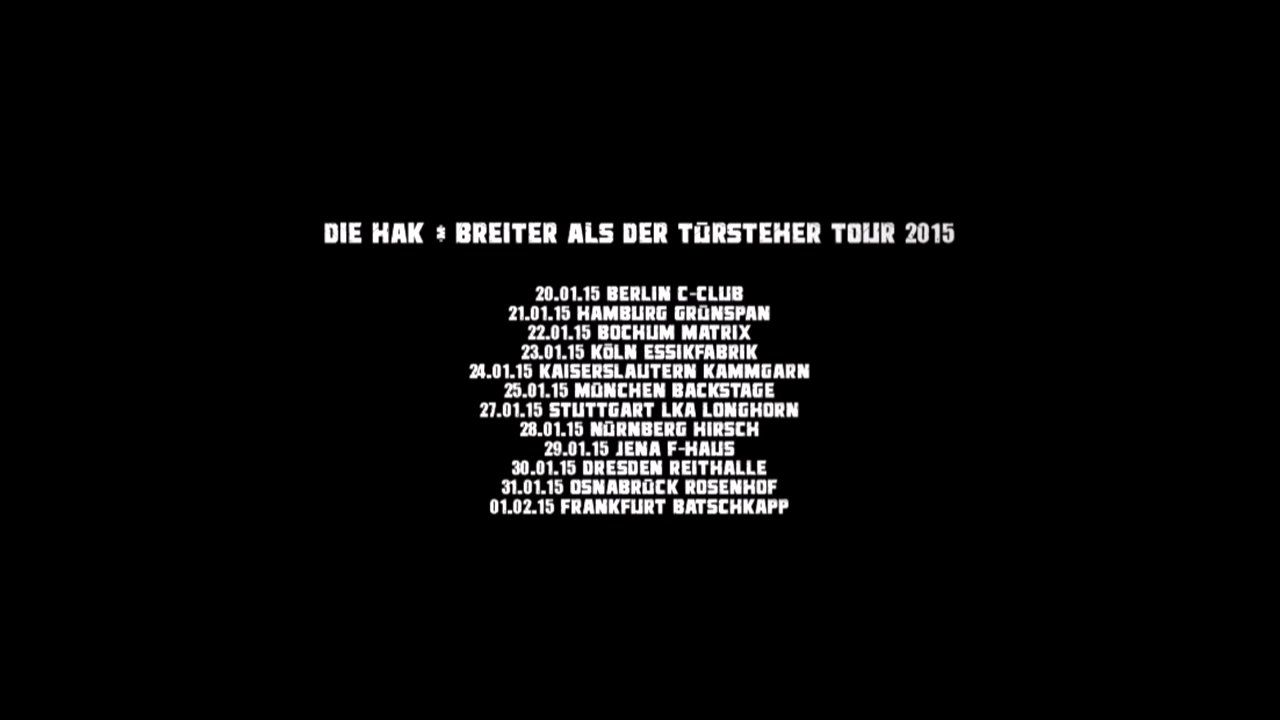 DIE HAK & BREITER ALS DER TÜRSTEHER TOUR 2015
20.01.15 BERLIN C-CLUB
21.01.15 HAMBURG GRÜNSPAN
22.01.15 BOCHUM MATRIX
23.01.15 KÖLN ESSIKFABRIK
24.01.15 KAISERSLAUTERN KAMMGARN
25.01.15 MÜNCHEN BACKSTAGE
27.01.15 STUTTGART LKA LONGHORN
28.01.15 NÜRNBERG HIRSCH
29.01.15 JENA F-HAUS
30.01.15 DRESDEN REITHALLE
31.01.15 OSNABRÜCK ROSENHOF
01.02.15 FRANKFURT BATSCHKAPP